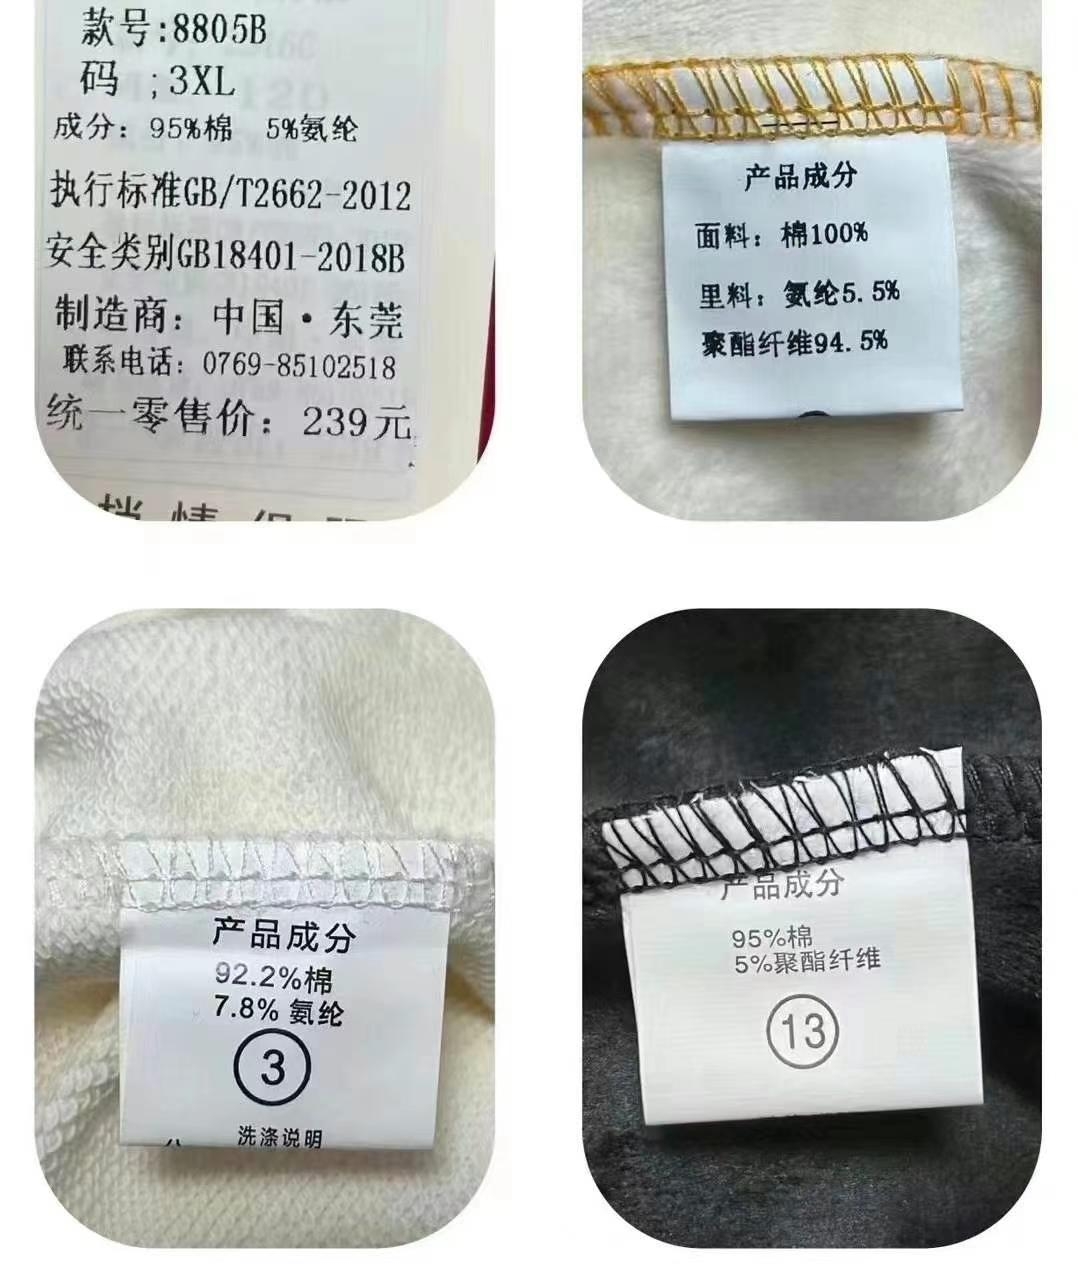 款号:8805B
码 ;3XL
成分: 95%棉 5%氨纶
执行标准GB/T2662-2012
安全类别GB18401-2018B
制造商: 中国·东莞
联系电话: 0769-85102518
统一零售价: 239元
产品成分
面料: 棉100%
里料: 氨纶5.5%
聚酯纤维94.5%
产品成分
92.2%棉
7.8% 氨纶
3
洗涤说明
产品成分
95%棉
5%聚酯纤维
13